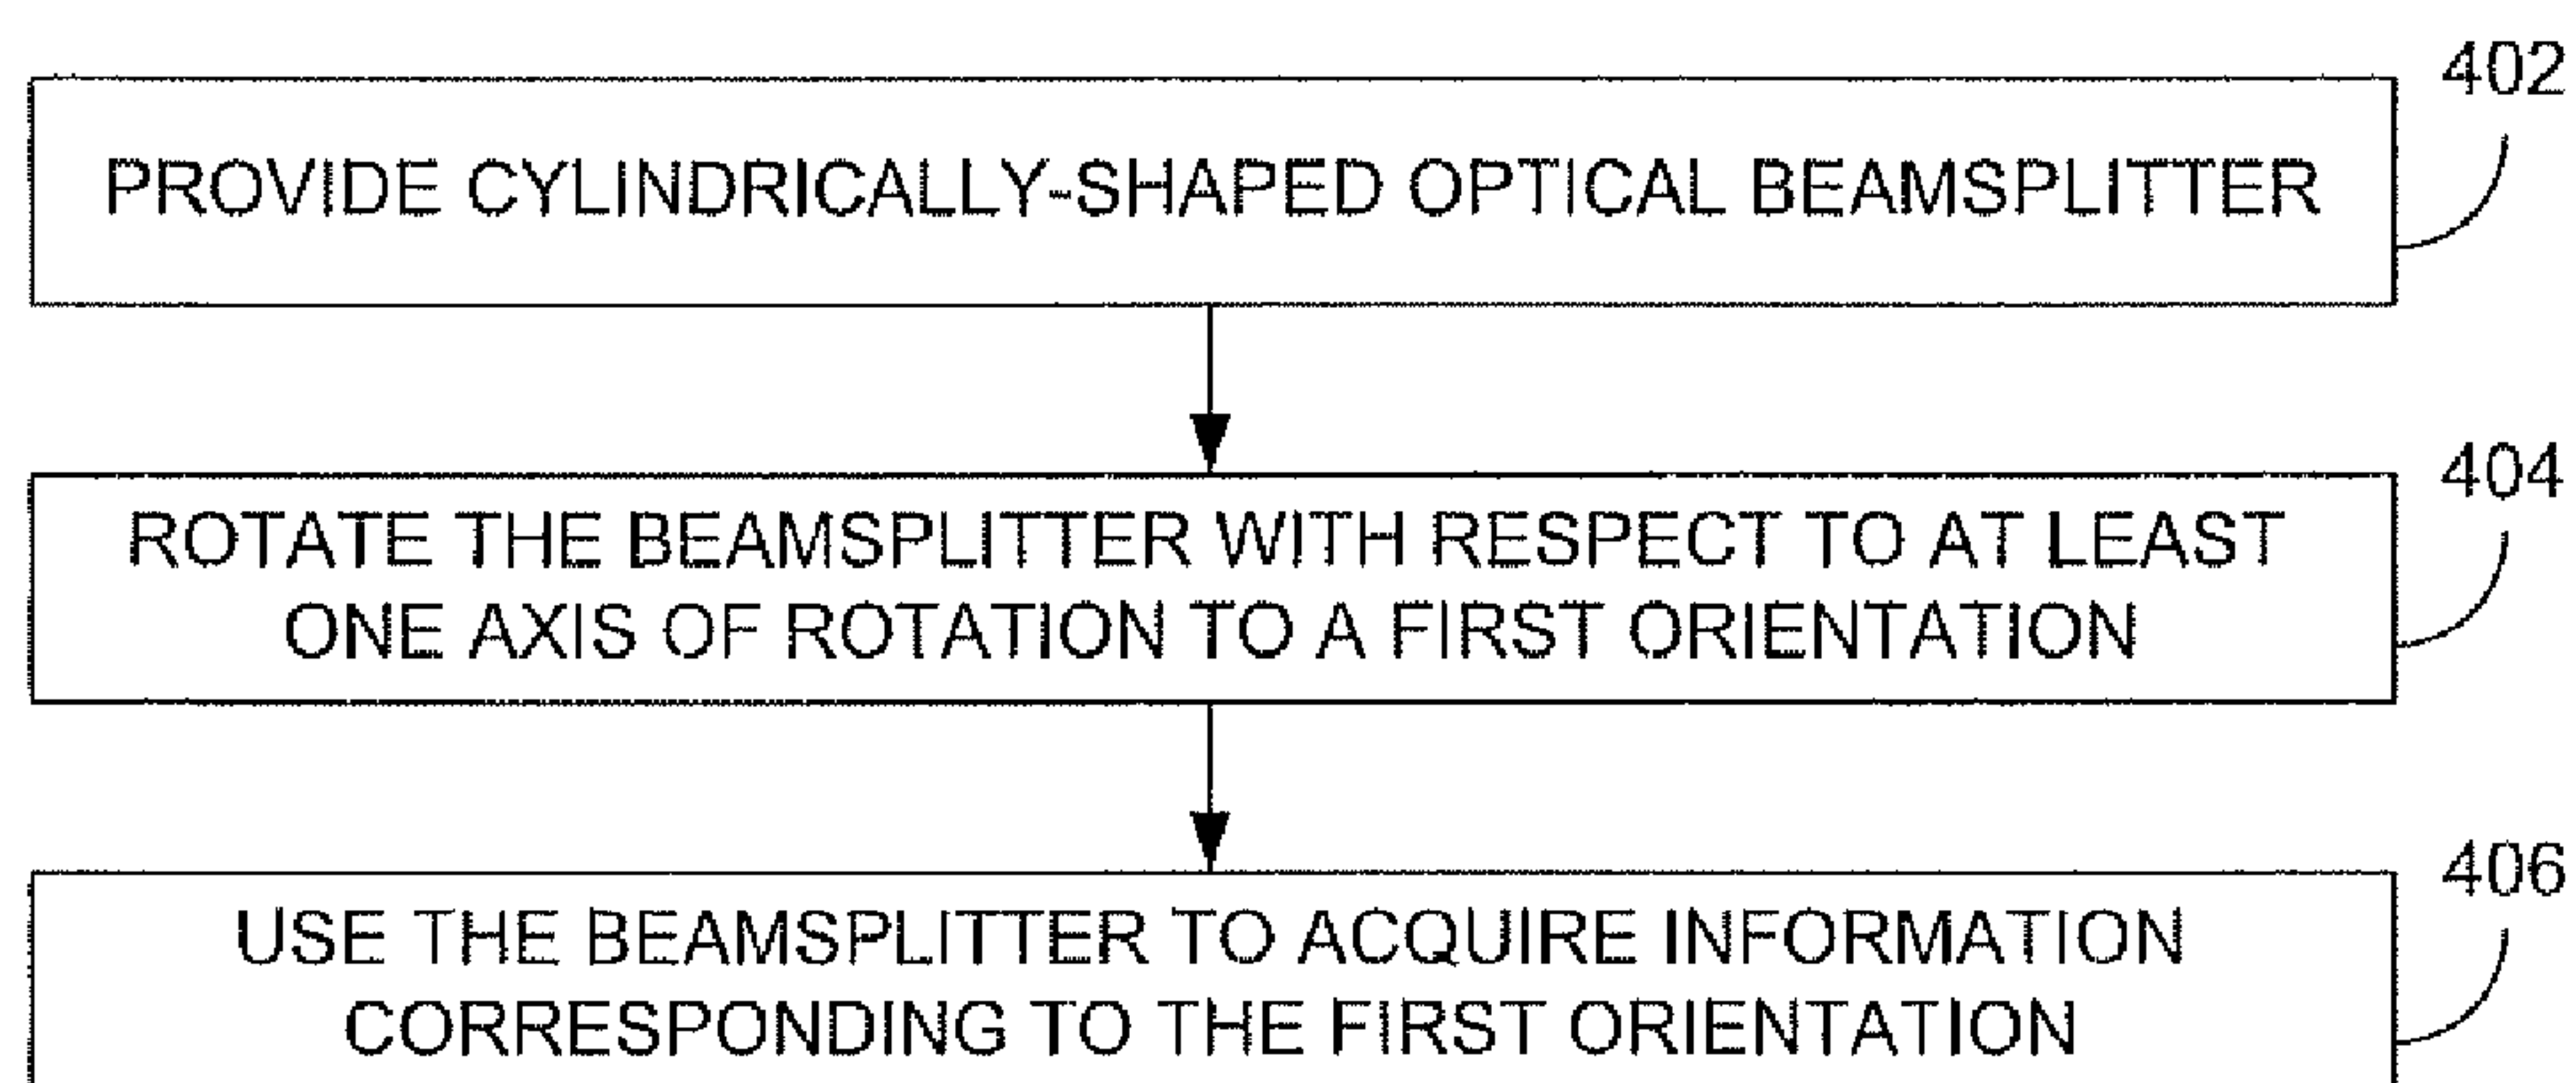 402
PROVIDE CYLINDRICALLY-SHAPED OPTICAL BEAMSPLITTER
404
ROTATE THE BEAMSPLITTER WITH RESPECT TO AT LEAST
ONE AXIS OF ROTATION TO A FIRST ORIENTATION
406
USE THE BEAMSPLITTER TO ACQUIRE INFORMATION
CORRESPONDING TO THE FIRST ORIENTATION